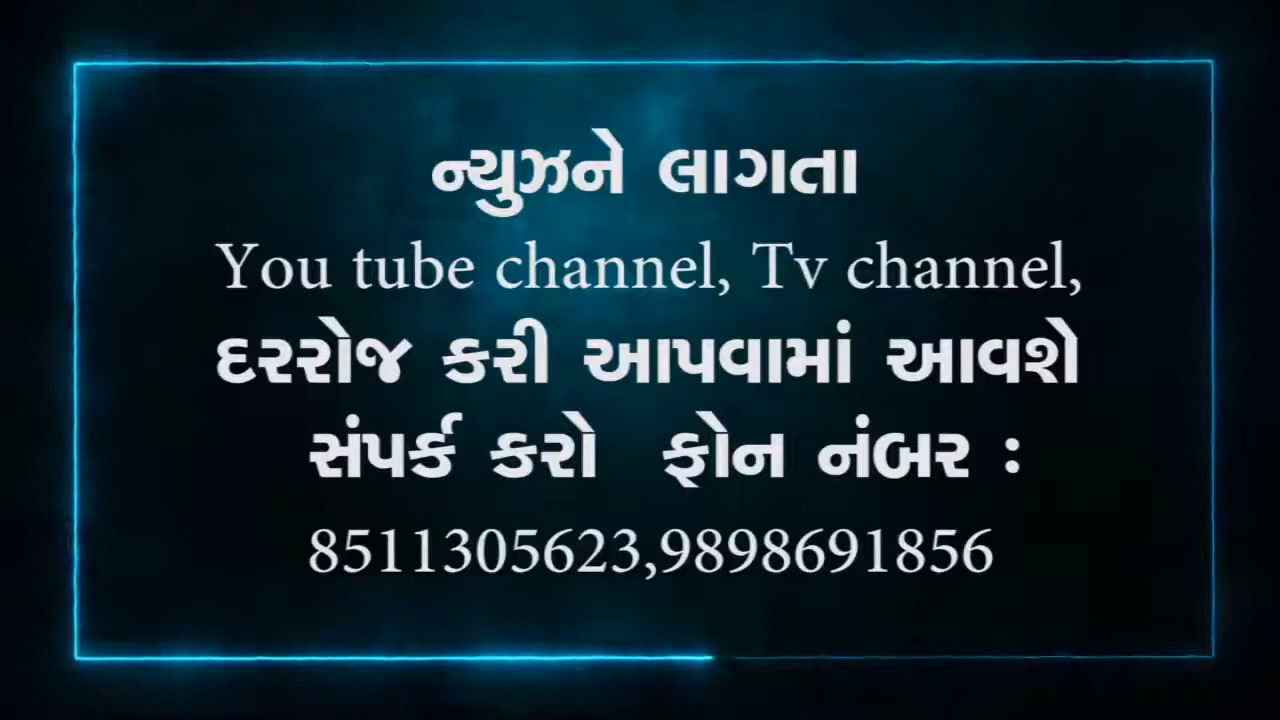 ન્યુઝને લાગતા
You tube channel, Tv channel,
દરરોજ કરી આપવામાં આવશે
સંપર્ક કરો ફોન નંબર :
8511305623,9898691856